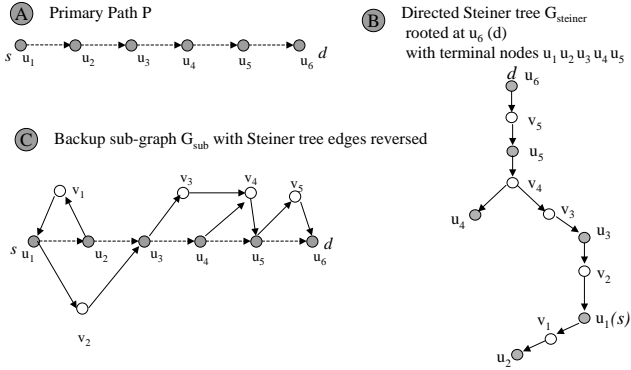 A Primary Path P
s u1 u2 u3 u4 u5 u6 d
B Directed Steiner tree Gsteiner
rooted at u6 (d)
with terminal nodes u1 u2 u3 u4 u5
d u6
v5
u5
v4
u4 v3
u3
v2
u1(s)
v1
u2
C Backup sub-graph Gsub with Steiner tree edges reversed
v1 v3 v4 v5
s u1 u2 u3 u4 u5 u6 d
v2